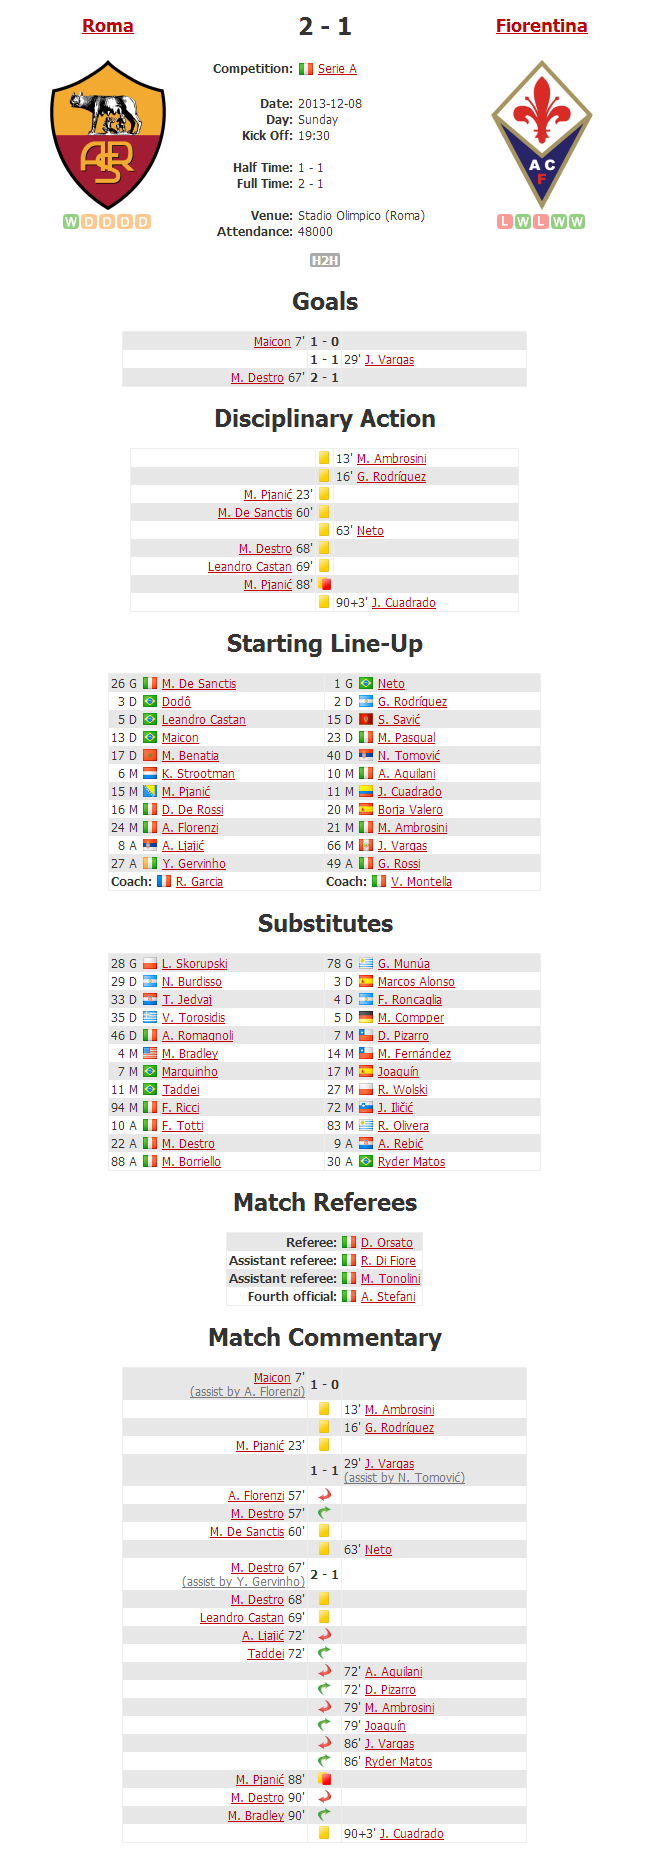 Roma 2 - 1 Fiorentina
Competition: Serie A
Date: 2013-12-08
Day: Sunday
Kick Off: 19:30
Half Time: 1 - 1
Full Time: 2 - 1
Venue: Stadio Olimpico (Roma)
Attendance: 48000
ASR
ACF
W D D D D
L W L W W
H2H
Goals
Maicon 7' 1 - 0
1 - 1 29' J. Vargas
M. Destro 67' 2 - 1
Disciplinary Action
13' M. Ambrosini
16' G. Rodríguez
M. Pjanić 23'
M. De Sanctis 60'
63' Neto
M. Destro 68'
Leandro Castan 69'
M. Pjanić 88'
90+3' J. Cuadrado
Starting Line-Up
26 G M. De Sanctis 1 G Neto
3 D Dodô 2 D G. Rodríguez
5 D Leandro Castan 15 D S. Savić
13 D Maicon 23 D M. Pasqual
17 D M. Benatia 40 D N. Tomović
6 M K. Strootman 10 M A. Aquilani
15 M M. Pjanić 11 M J. Cuadrado
16 M D. De Rossi 20 M Borja Valero
24 M A. Florenzi 21 M M. Ambrosini
8 A A. Ljajić 66 M J. Vargas
27 A Y. Gervinho 49 A G. Rossi
Coach: R. Garcia Coach: V. Montella
Substitutes
28 G L. Skorupski 78 G G. Munúa
29 D N. Burdisso 3 D Marcos Alonso
33 D T. Jedvaj 4 D F. Roncaglia
35 D V. Torosidis 5 D M. Compper
46 D A. Romagnoli 7 M D. Pizarro
4 M M. Bradley 14 M M. Fernández
7 M Marquinho 17 M Joaquín
11 M Taddei 27 M R. Wolski
94 M F. Ricci 72 M J. Iličić
10 A F. Totti 83 M R. Olivera
22 A M. Destro 9 A A. Rebić
88 A M. Borriello 30 A Ryder Matos
Match Referees
Referee: D. Orsato
Assistant referee: R. Di Fiore
Assistant referee: M. Tonolini
Fourth official: A. Stefani
Match Commentary
Maicon 7' 1 - 0
(assist by A. Florenzi)
13' M. Ambrosini
16' G. Rodríguez
M. Pjanić 23'
1 - 1 29' J. Vargas
(assist by N. Tomović)
A. Florenzi 57'
M. Destro 57'
M. De Sanctis 60'
63' Neto
M. Destro 67' 2 - 1
(assist by Y. Gervinho)
M. Destro 68'
Leandro Castan 69'
A. Ljajić 72'
Taddei 72'
72' A. Aquilani
72' D. Pizarro
79' M. Ambrosini
79' Joaquín
86' J. Vargas
86' Ryder Matos
M. Pjanić 88'
M. Destro 90'
M. Bradley 90'
90+3' J. Cuadrado